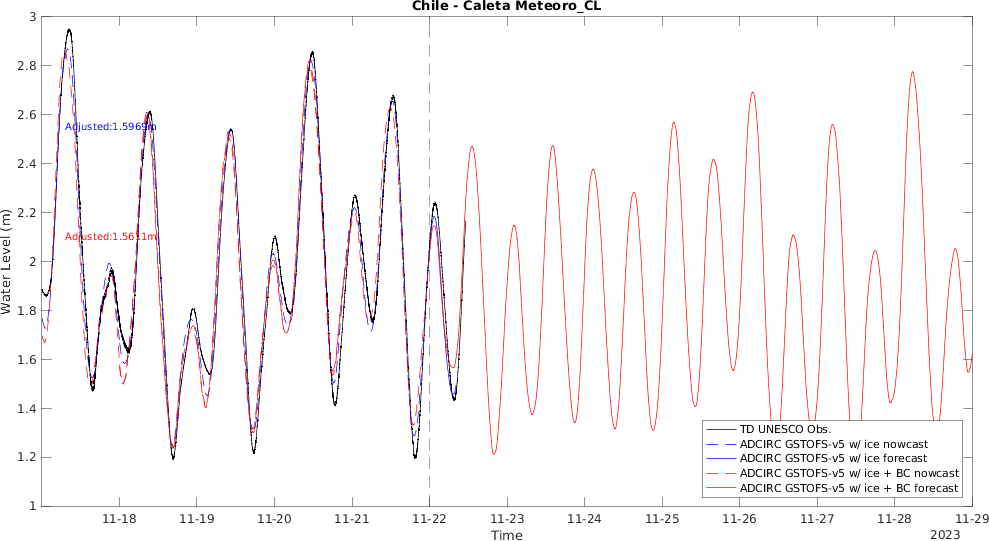 Chile - Caleta Meteoro_CL
3
2.8
2.6
2.4
2.2
2
1.8
1.6
1.4
1.2
1
Water Level (m)
Adjusted:1.5969m
Adjusted:1.5611m
TD UNESCO Obs.
ADCIRC GSTOFS-v5 w/ ice nowcast
ADCIRC GSTOFS-v5 w/ ice forecast
ADCIRC GSTOFS-v5 w/ ice + BC nowcast
ADCIRC GSTOFS-v5 w/ ice + BC forecast
11-18 11-19 11-20 11-21 11-22 11-23 11-24 11-25 11-26 11-27 11-28 11-29
Time
2023